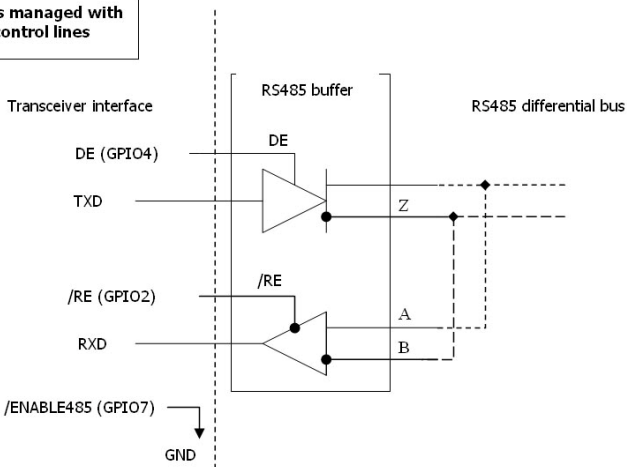 s managed with
control lines
Transceiver interface
RS485 buffer
RS485 differential bus
DE (GPIO4)
DE
TXD
Z
/RE (GPIO2)
/RE
A
RXD
B
/ENABLE485 (GPIO7)
GND